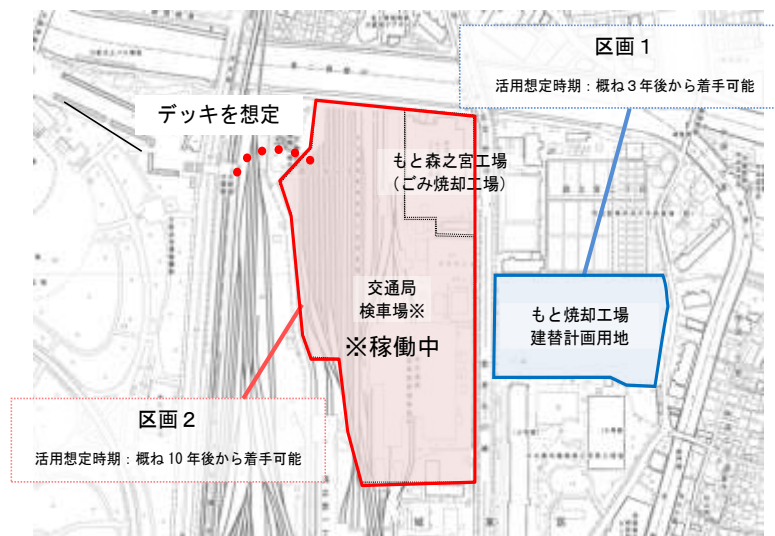 区画１
活用想定時期：概ね３年後から着手可能
デッキを想定
もと森之宮工場
（ごみ焼却工場）
交通局
検車場※
※稼働中
もと焼却工場
建替計画用地
区画２
活用想定時期：概ね 10 年後から着手可能